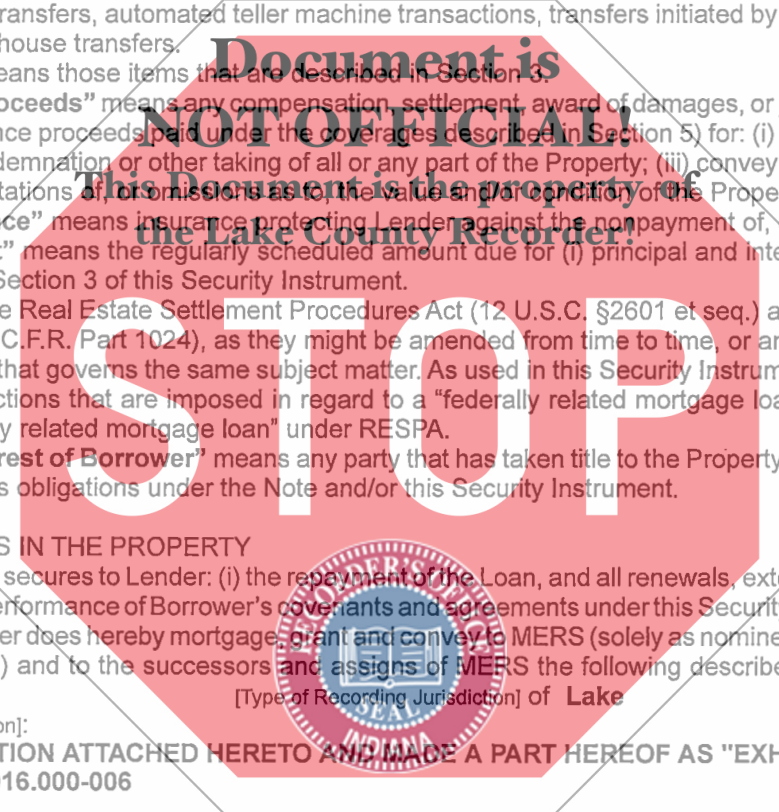 ransfers, automated teller machine transactions, transfers initiated by
house transfers.
Document is
eans those items that are described in Section 3.
oceeds” means any compensation, settlement, award of damages, or
NOT OFFICIAL!
nce proceeds paid under the coverages described in Section 5) for: (i)
demnation or other taking of all or any part of the Property; (iii) convey
This Document is the property of
tations of, or omissions as to, the value and/or condition of the Prope
ce” means insurance protecting Lender against the nonpayment of,
the Lake County Recorder!
t” means the regularly scheduled amount due for (i) principal and inte
Section 3 of this Security Instrument.
e Real Estate Settlement Procedures Act (12 U.S.C. §2601 et seq.) a
C.F.R. Part 1024), as they might be amended from time to time, or an
that governs the same subject matter. As used in this Security Instrum
ctions that are imposed in regard to a “federally related mortgage loa
y related mortgage loan” under RESPA.
STOP
rest of Borrower” means any party that has taken title to the Property
s obligations under the Note and/or this Security Instrument.
S IN THE PROPERTY
secures to Lender: (i) the repayment of the Loan, and all renewals, exte
erformance of Borrower’s covenants and agreements under this Securit
er does hereby mortgage, grant and convey to MERS (solely as nomine
) and to the successors and assigns of MERS the following describe
[Type of Recording Jurisdiction] of Lake
RECORDER'S OFFICE
SEAL
INDIANA
on]:
TION ATTACHED HERETO AND MADE A PART HEREOF AS "EXH
016.000-006